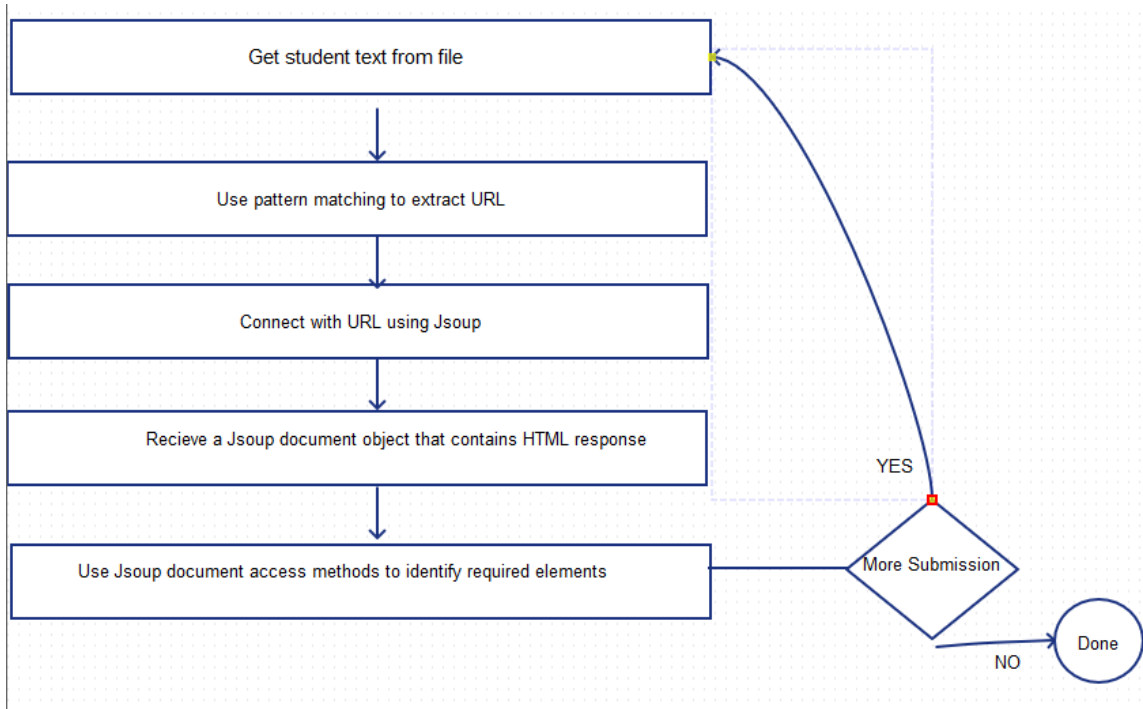 Get student text from file
Use pattern matching to extract URL
Connect with URL using Jsoup
Recieve a Jsoup document object that contains HTML response
Use Jsoup document access methods to identify required elements
YES
More Submission
NO
Done